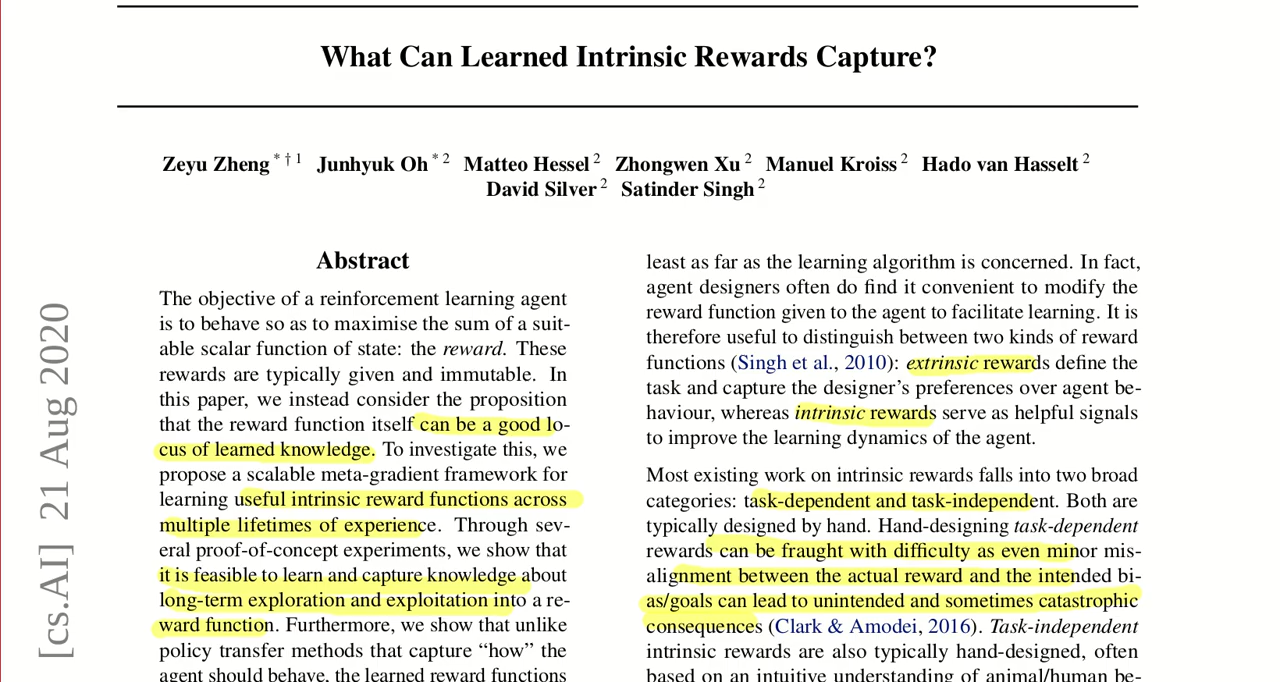 What Can Learned Intrinsic Rewards Capture?
Zeyu Zheng * † 1 Junhyuk Oh * 2 Matteo Hessel 2 Zhongwen Xu 2 Manuel Kroiss 2 Hado van Hasselt 2
David Silver 2 Satinder Singh 2
[cs.AI] 21 Aug 2020
Abstract
The objective of a reinforcement learning agent
is to behave so as to maximise the sum of a suit-
able scalar function of state: the reward. These
rewards are typically given and immutable. In
this paper, we instead consider the proposition
that the reward function itself can be a good lo-
cus of learned knowledge. To investigate this, we
propose a scalable meta-gradient framework for
learning useful intrinsic reward functions across
multiple lifetimes of experience. Through sev-
eral proof-of-concept experiments, we show that
it is feasible to learn and capture knowledge about
long-term exploration and exploitation into a re-
ward function. Furthermore, we show that unlike
policy transfer methods that capture “how” the
agent should behave, the learned reward functions
least as far as the learning algorithm is concerned. In fact,
agent designers often do find it convenient to modify the
reward function given to the agent to facilitate learning. It is
therefore useful to distinguish between two kinds of reward
functions (Singh et al., 2010): extrinsic rewards define the
task and capture the designer’s preferences over agent be-
haviour, whereas intrinsic rewards serve as helpful signals
to improve the learning dynamics of the agent.
Most existing work on intrinsic rewards falls into two broad
categories: task-dependent and task-independent. Both are
typically designed by hand. Hand-designing task-dependent
rewards can be fraught with difficulty as even minor mis-
alignment between the actual reward and the intended bi-
as/goals can lead to unintended and sometimes catastrophic
consequences (Clark & Amodei, 2016). Task-independent
intrinsic rewards are also typically hand-designed, often
based on an intuitive understanding of animal/human be-